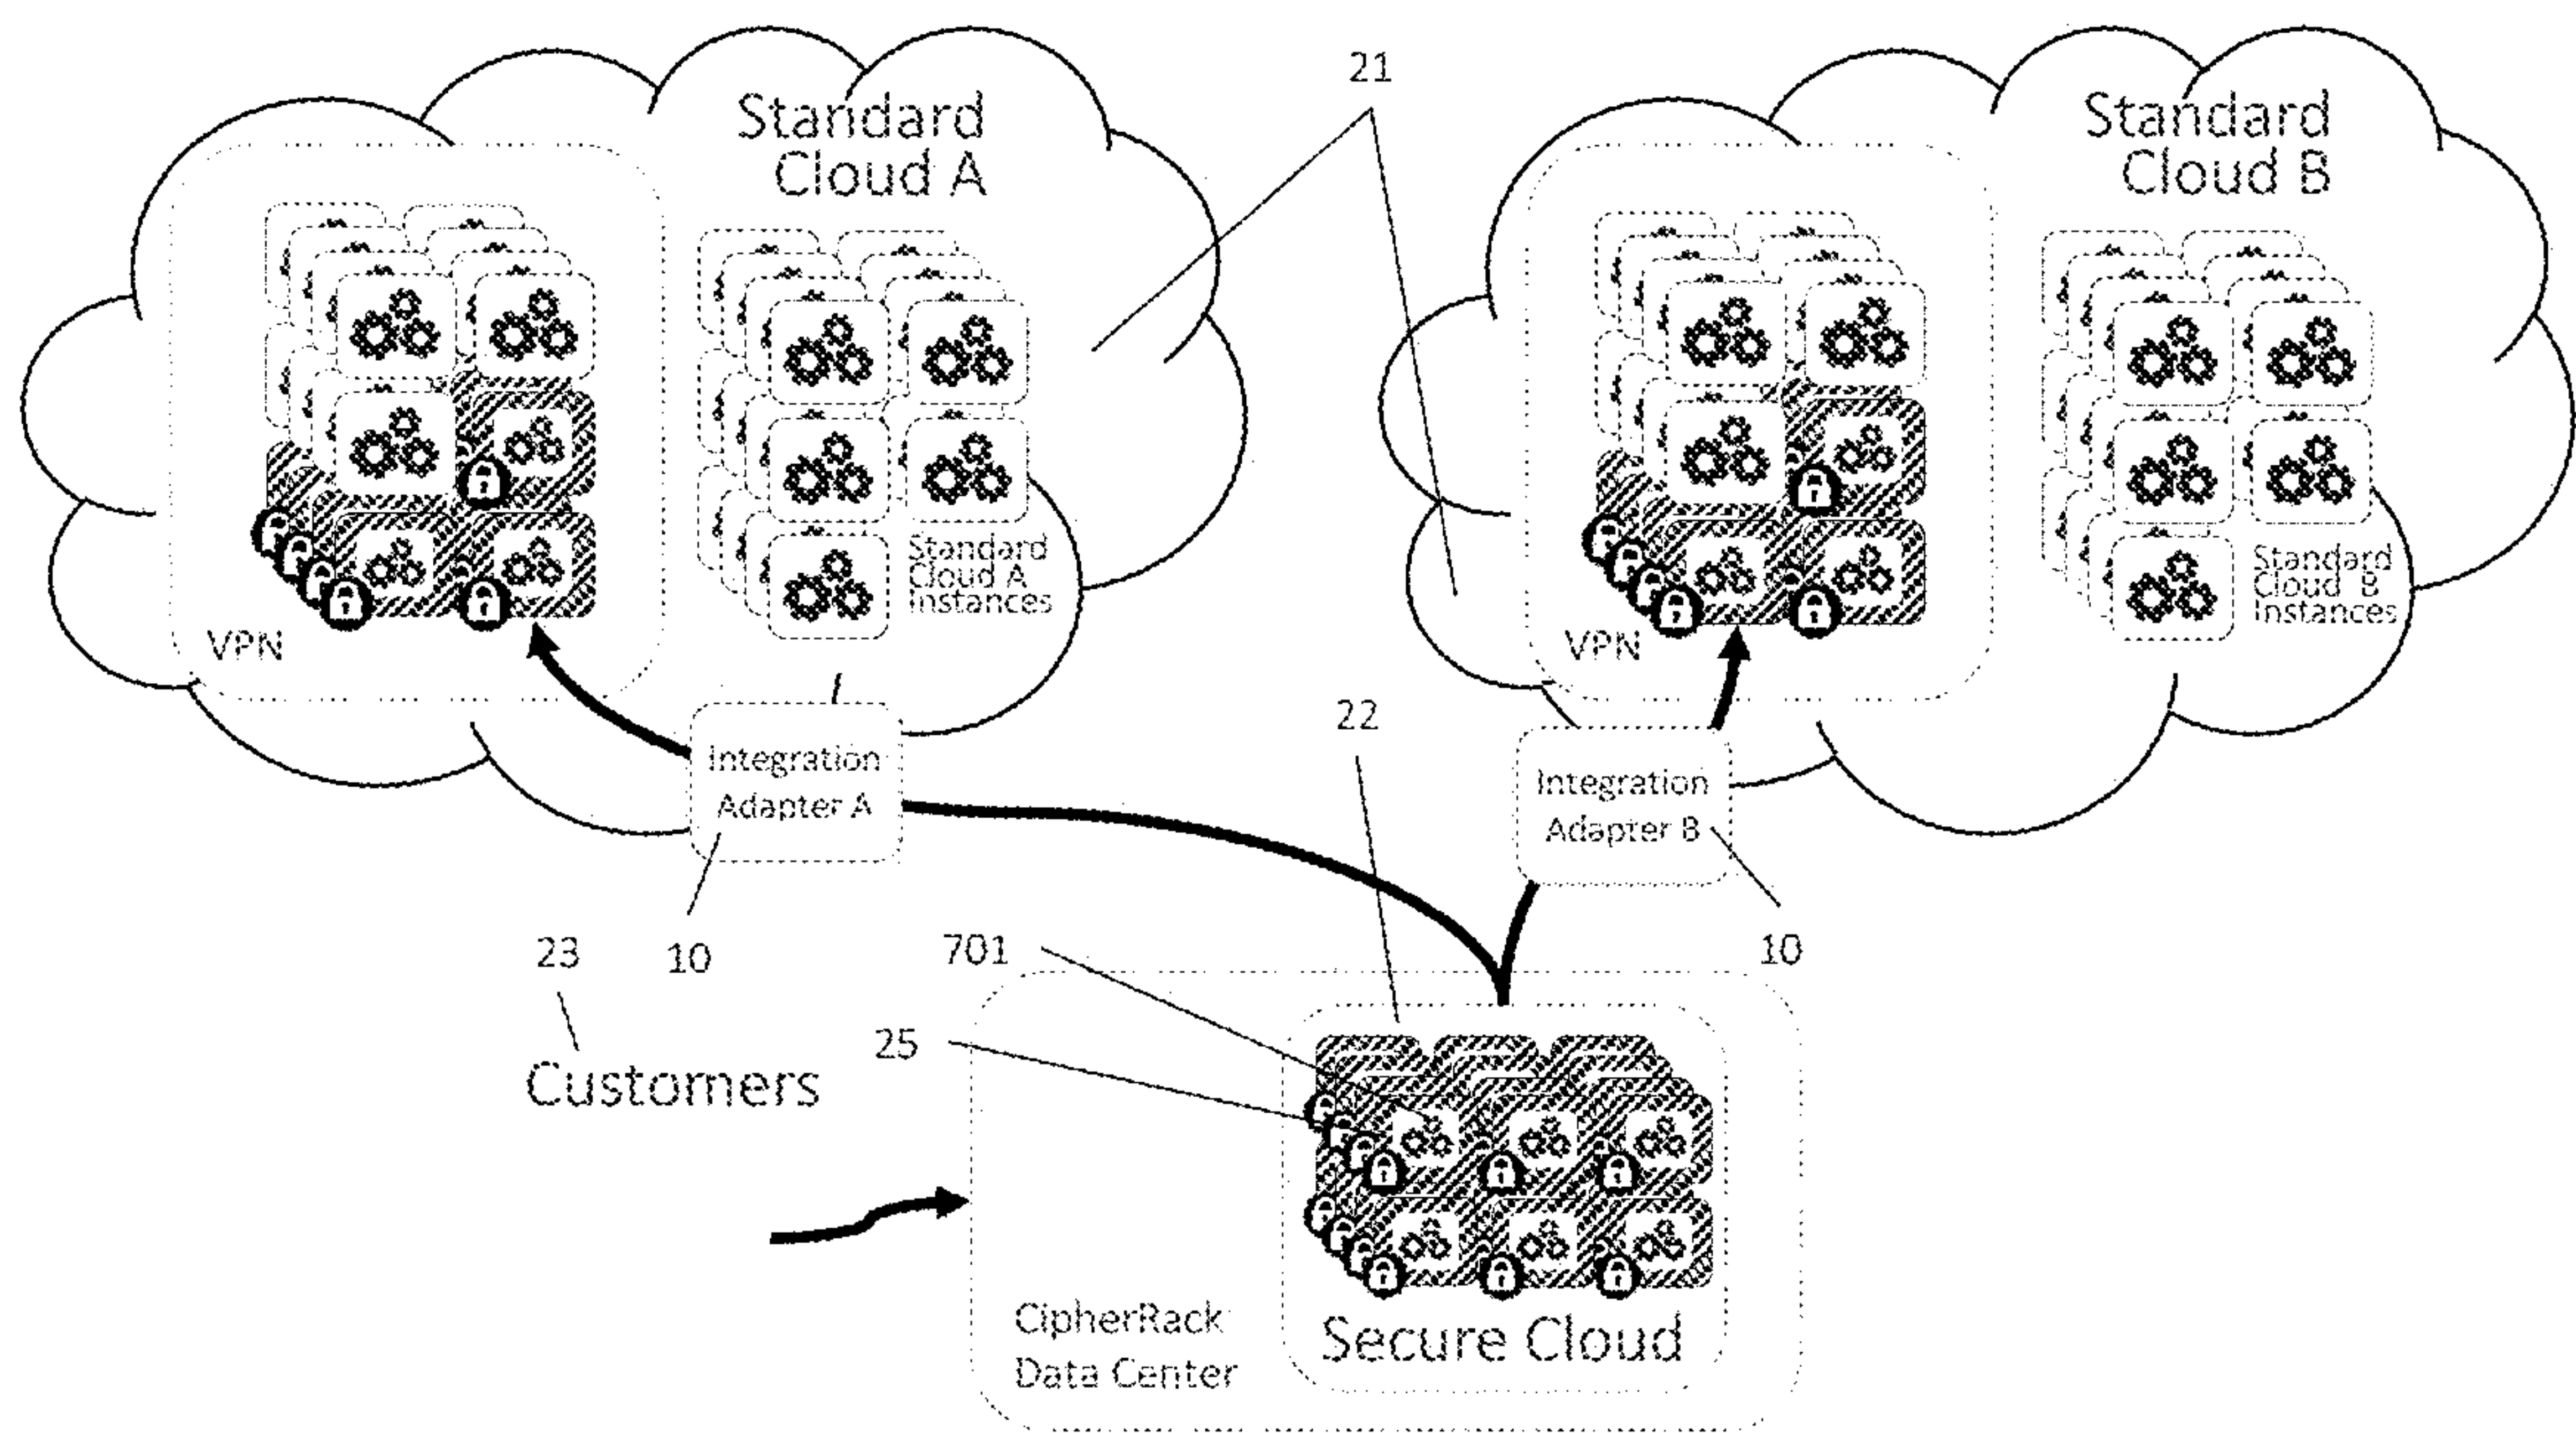 21
Standard
Cloud A
Standard
Cloud B
Standard
Cloud A
Instances
Standard
Cloud B
Instances
VPN
VPN
22
Integration
Adapter A
Integration
Adapter B
23
10
701
10
25
Customers
CipherRack
Data Center
Secure Cloud